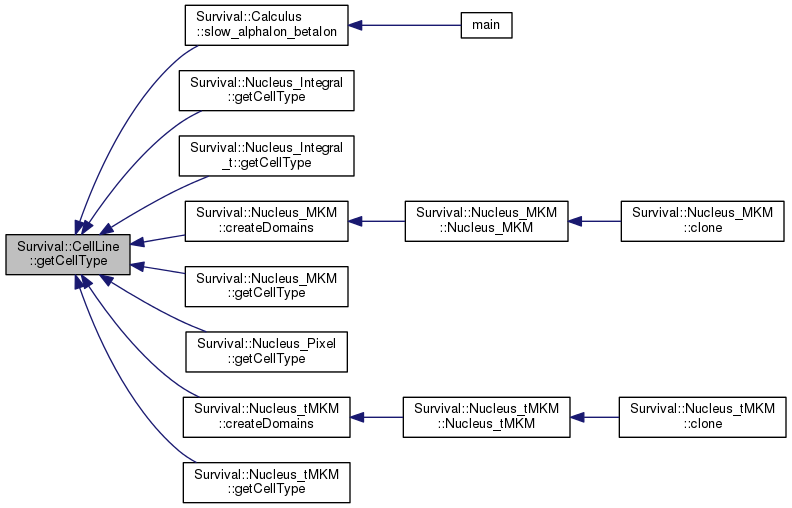 Survival::Calculus
::slow_alphaIon_betaIon
main
Survival::Nucleus_Integral
::getCellType
Survival::Nucleus_Integral
_t::getCellType
Survival::Nucleus_MKM
::createDomains
Survival::Nucleus_MKM
::Nucleus_MKM
Survival::Nucleus_MKM
::clone
Survival::CellLine
::getCellType
Survival::Nucleus_MKM
::getCellType
Survival::Nucleus_Pixel
::getCellType
Survival::Nucleus_tMKM
::createDomains
Survival::Nucleus_tMKM
::Nucleus_tMKM
Survival::Nucleus_tMKM
::clone
Survival::Nucleus_tMKM
::getCellType